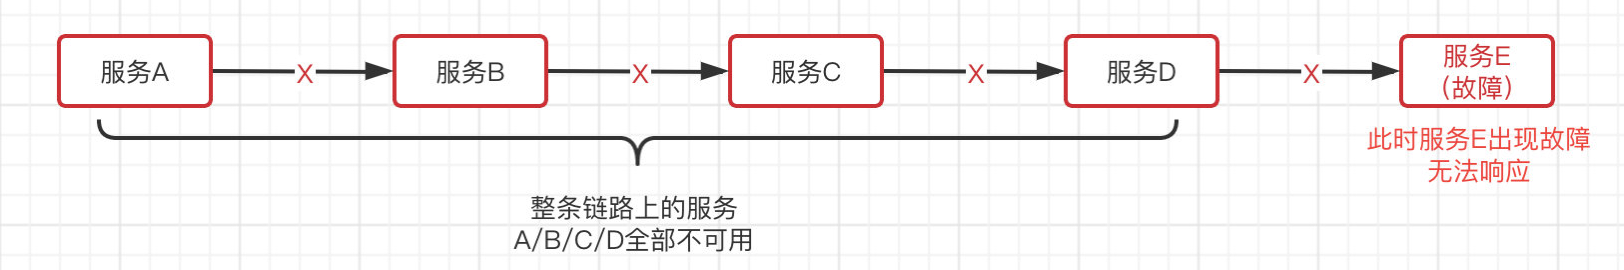 服务A
X
服务B
X
服务C
X
服务D
X
服务E
(故障)
此时服务E出现故障
无法响应
整条链路上的服务
A/B/C/D全部不可用